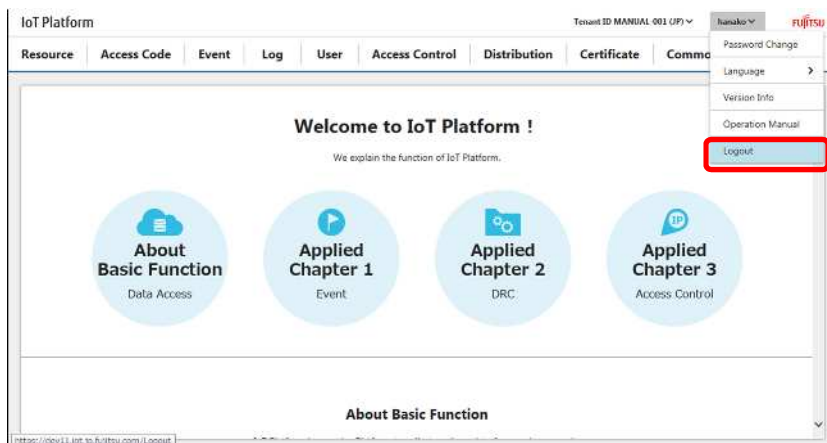 IoT Platform
Tenant ID MANUAL-001 (JP)
hanako
FUJITSU
Resource Access Code Event Log User Access Control Distribution Certificate Commo
Password Change
Language
Version Info
Operation Manual
Logout
Welcome to IoT Platform !
We explain the function of IoT Platform.
About
Basic Function
Data Access
Applied
Chapter 1
Event
Applied
Chapter 2
DRC
IP
Applied
Chapter 3
Access Control
About Basic Function